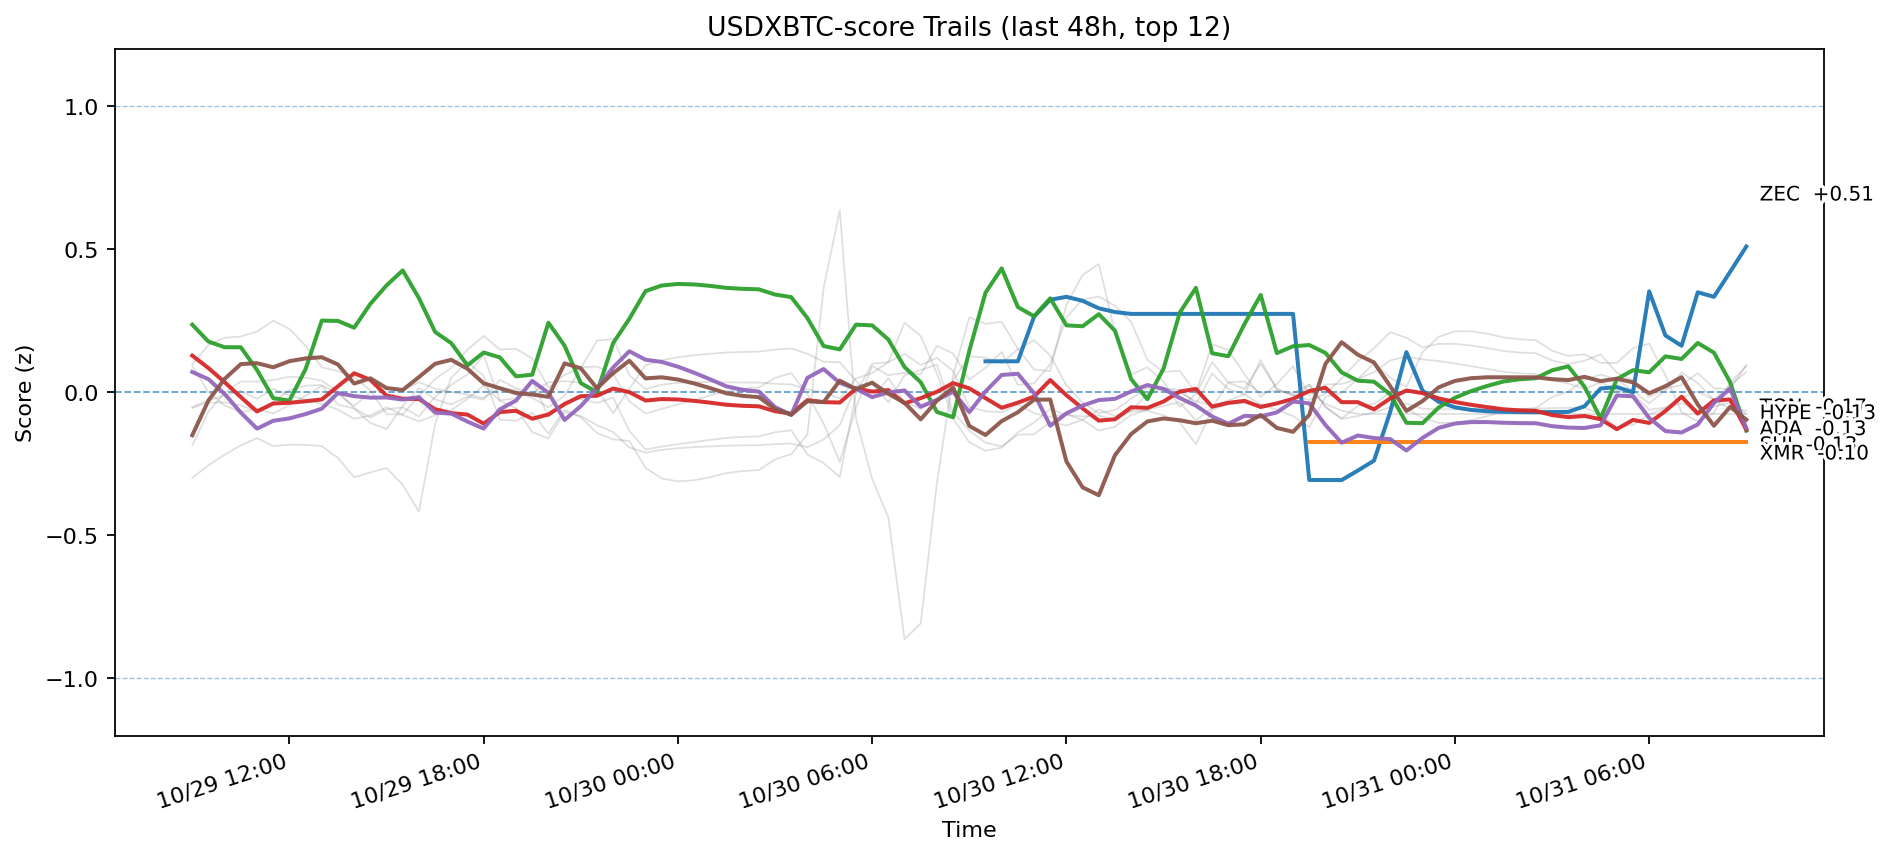 USDXBTC-score Trails (last 48h, top 12)
Score (z)
1.0
0.5
0.0
−0.5
−1.0
ZEC +0.51
HYPE -0.13
ADA -0.13
XMR -0.10
10/29 12:00
10/29 18:00
10/30 00:00
10/30 06:00
10/30 12:00
10/30 18:00
10/31 00:00
10/31 06:00
Time